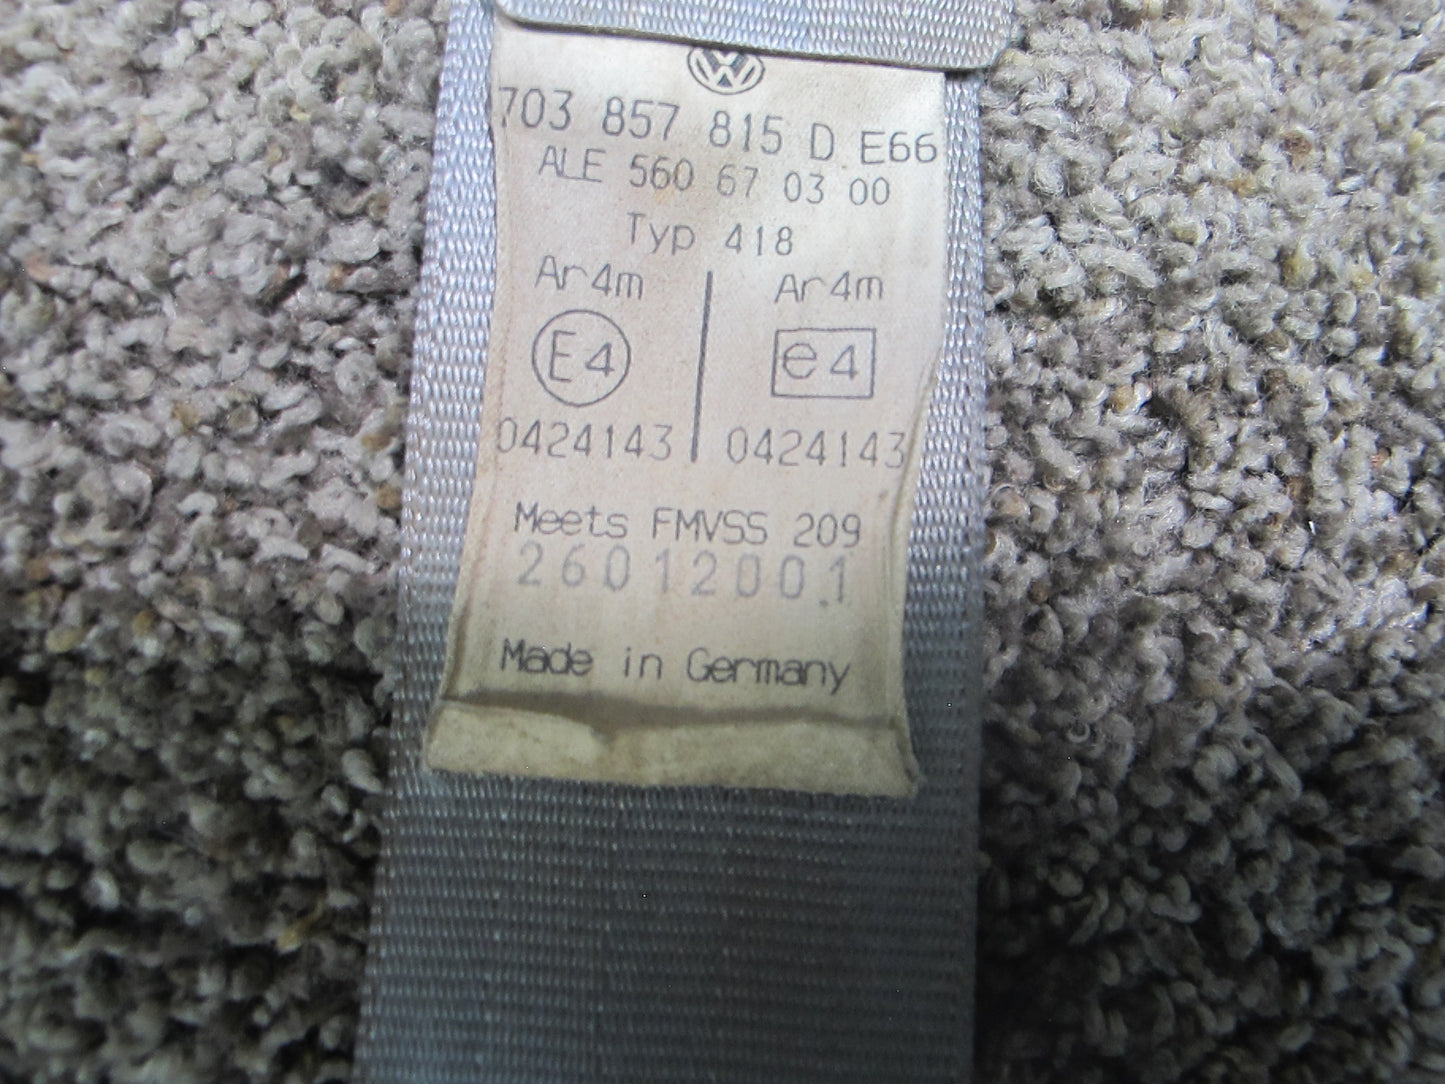 703 857 815 D E66
ALE 560 67 03 00
Typ 418
Ar4m Ar4m
E4 e4
0424143 0424143
Meets FMVSS 209
26012001
Made in Germany